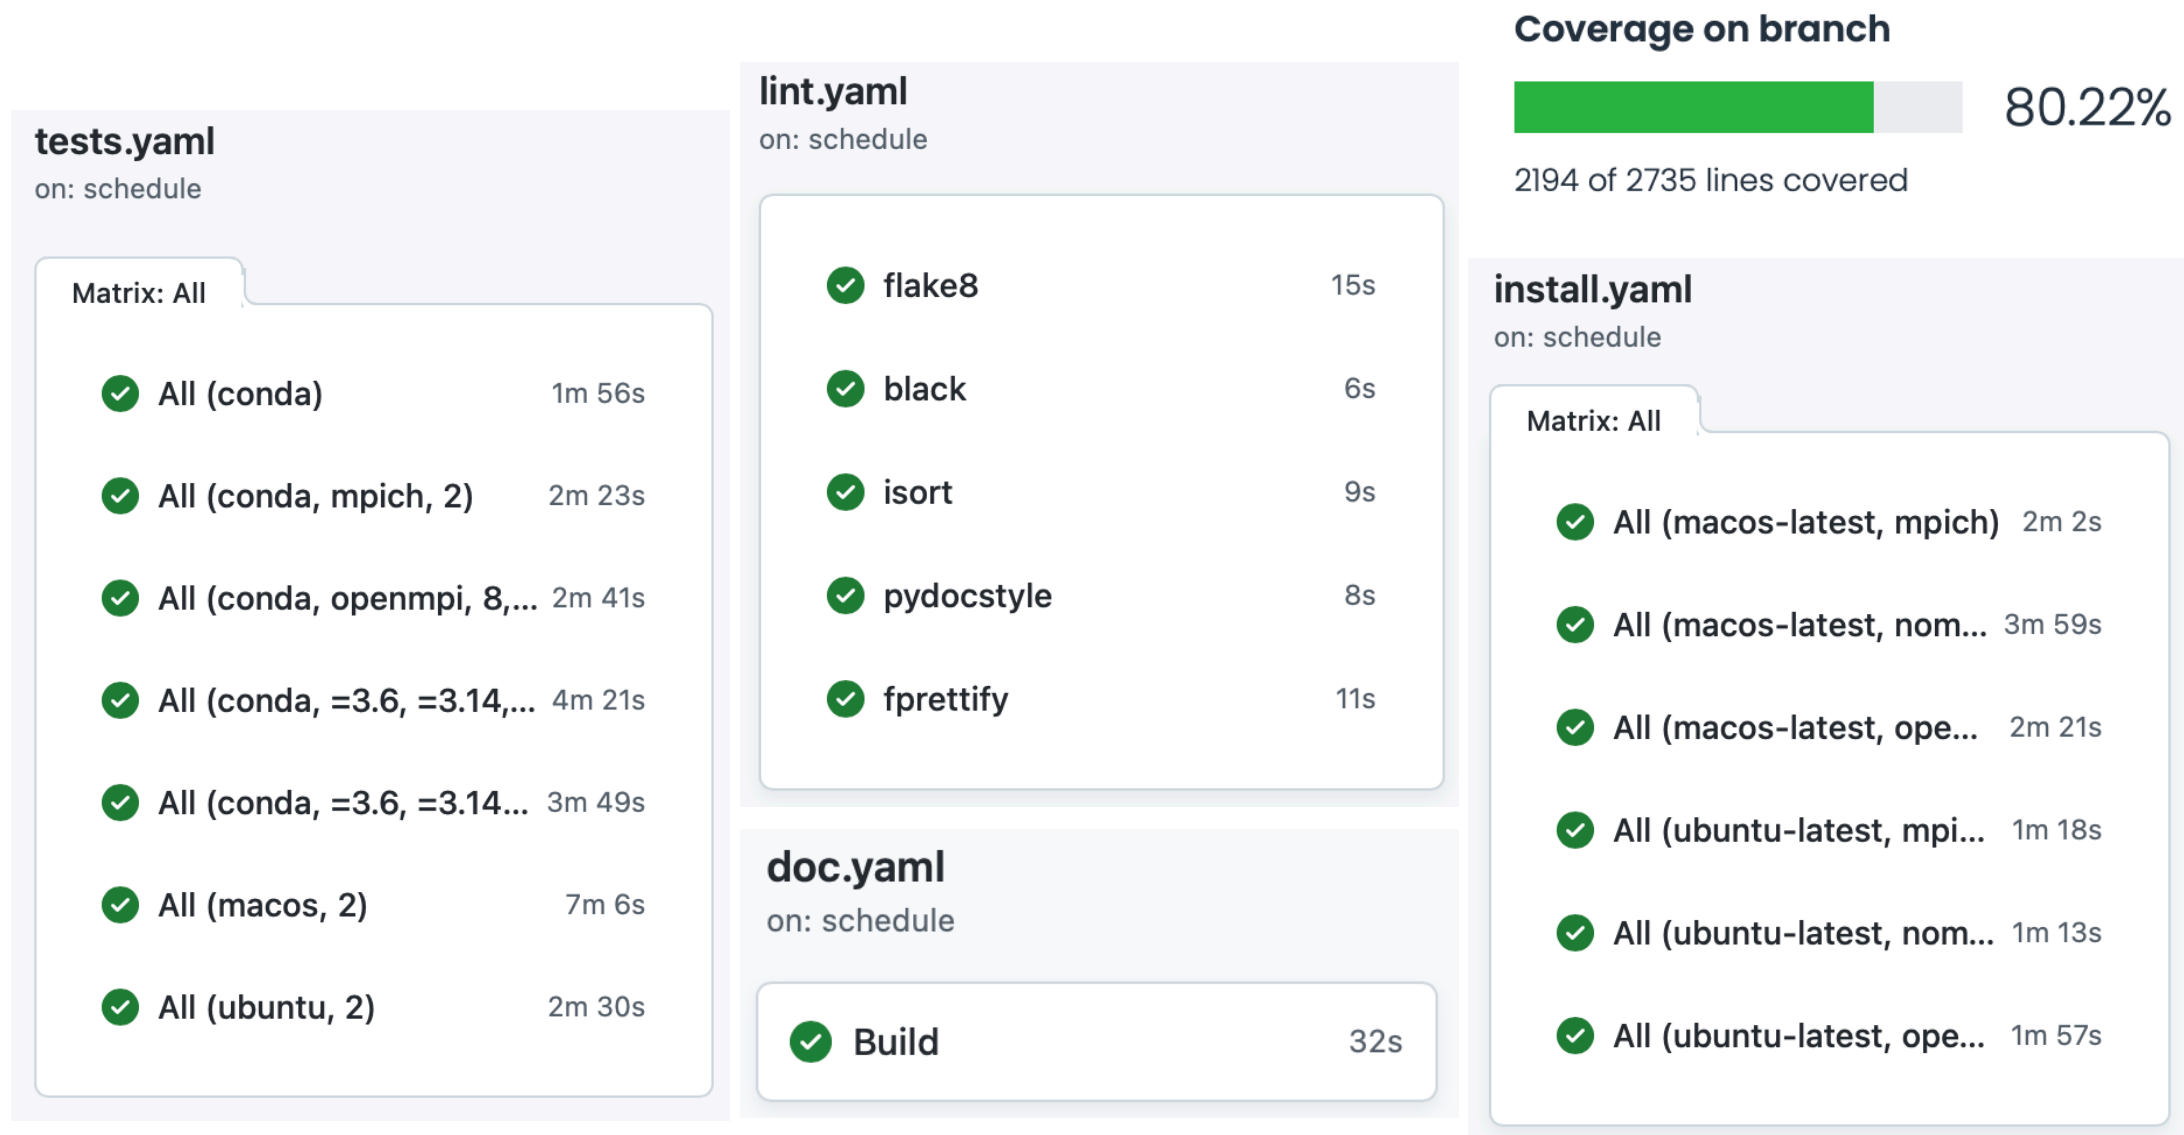 tests.yaml
on: schedule
Matrix: All
All (conda) 1m 56s
All (conda, mpich, 2) 2m 23s
All (conda, openmpi, 8,... 2m 41s
All (conda, =3.6, =3.14,... 4m 21s
All (conda, =3.6, =3.14... 3m 49s
All (macos, 2) 7m 6s
All (ubuntu, 2) 2m 30s
lint.yaml
on: schedule
flake8 15s
black 6s
isort 9s
pydocstyle 8s
fprettify 11s
doc.yaml
on: schedule
Build 32s
Coverage on branch
80.22%
2194 of 2735 lines covered
install.yaml
on: schedule
Matrix: All
All (macos-latest, mpich) 2m 2s
All (macos-latest, nom... 3m 59s
All (macos-latest, ope... 2m 21s
All (ubuntu-latest, mpi... 1m 18s
All (ubuntu-latest, nom... 1m 13s
All (ubuntu-latest, ope... 1m 57s